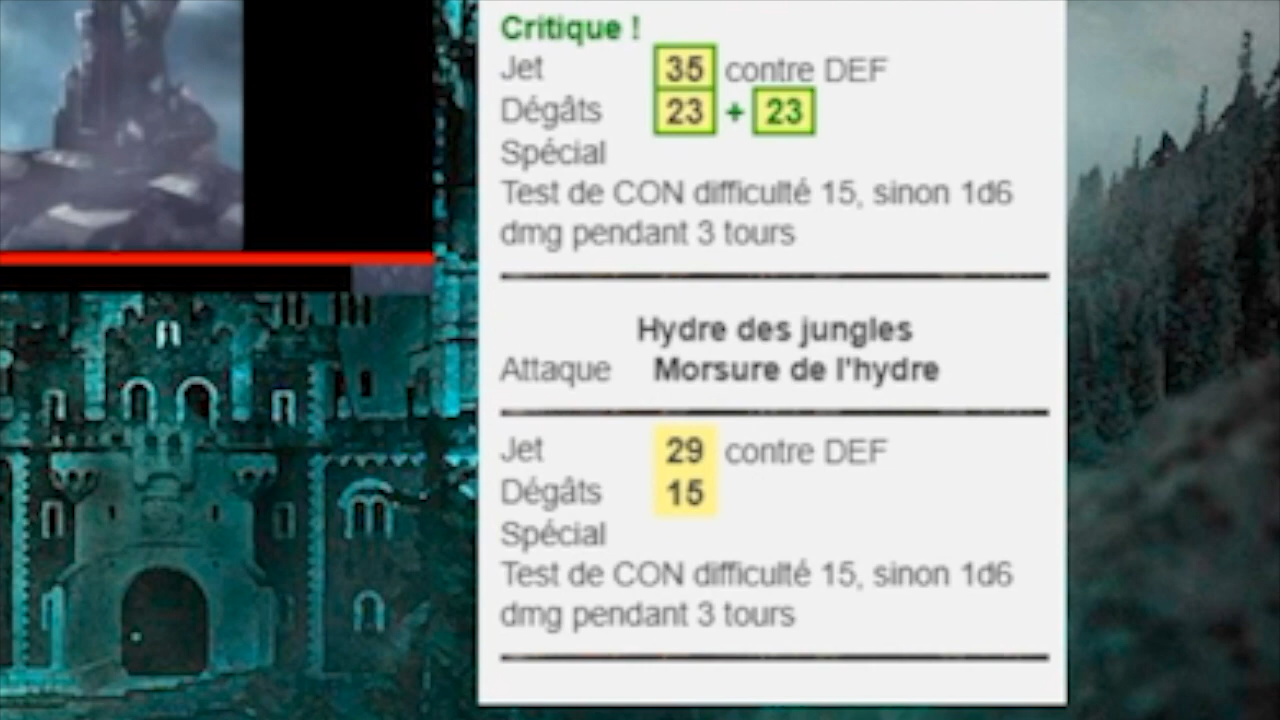 Critique !
Jet 35 contre DEF
Dégâts 23 + 23
Spécial
Test de CON difficulté 15, sinon 1d6
dmg pendant 3 tours
Hydre des jungles
Attaque Morsure de l'hydre
Jet 29 contre DEF
Dégâts 15
Spécial
Test de CON difficulté 15, sinon 1d6
dmg pendant 3 tours